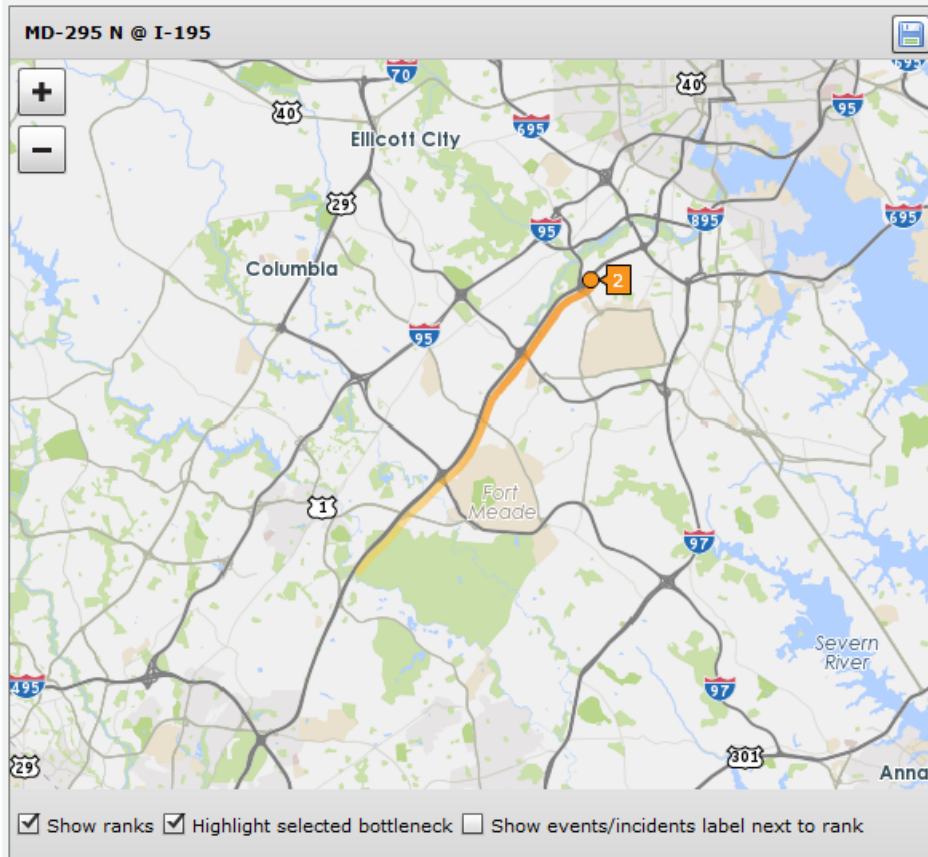 MD-295 N @ I-195
+
−
70
40
40
695
Ellicott City
695
95
29
95
895
695
Columbia
2
95
1
Fort
Meade
97
Severn
River
495
97
301
29
Anna
Show ranks Highlight selected bottleneck Show events/incidents label next to rank